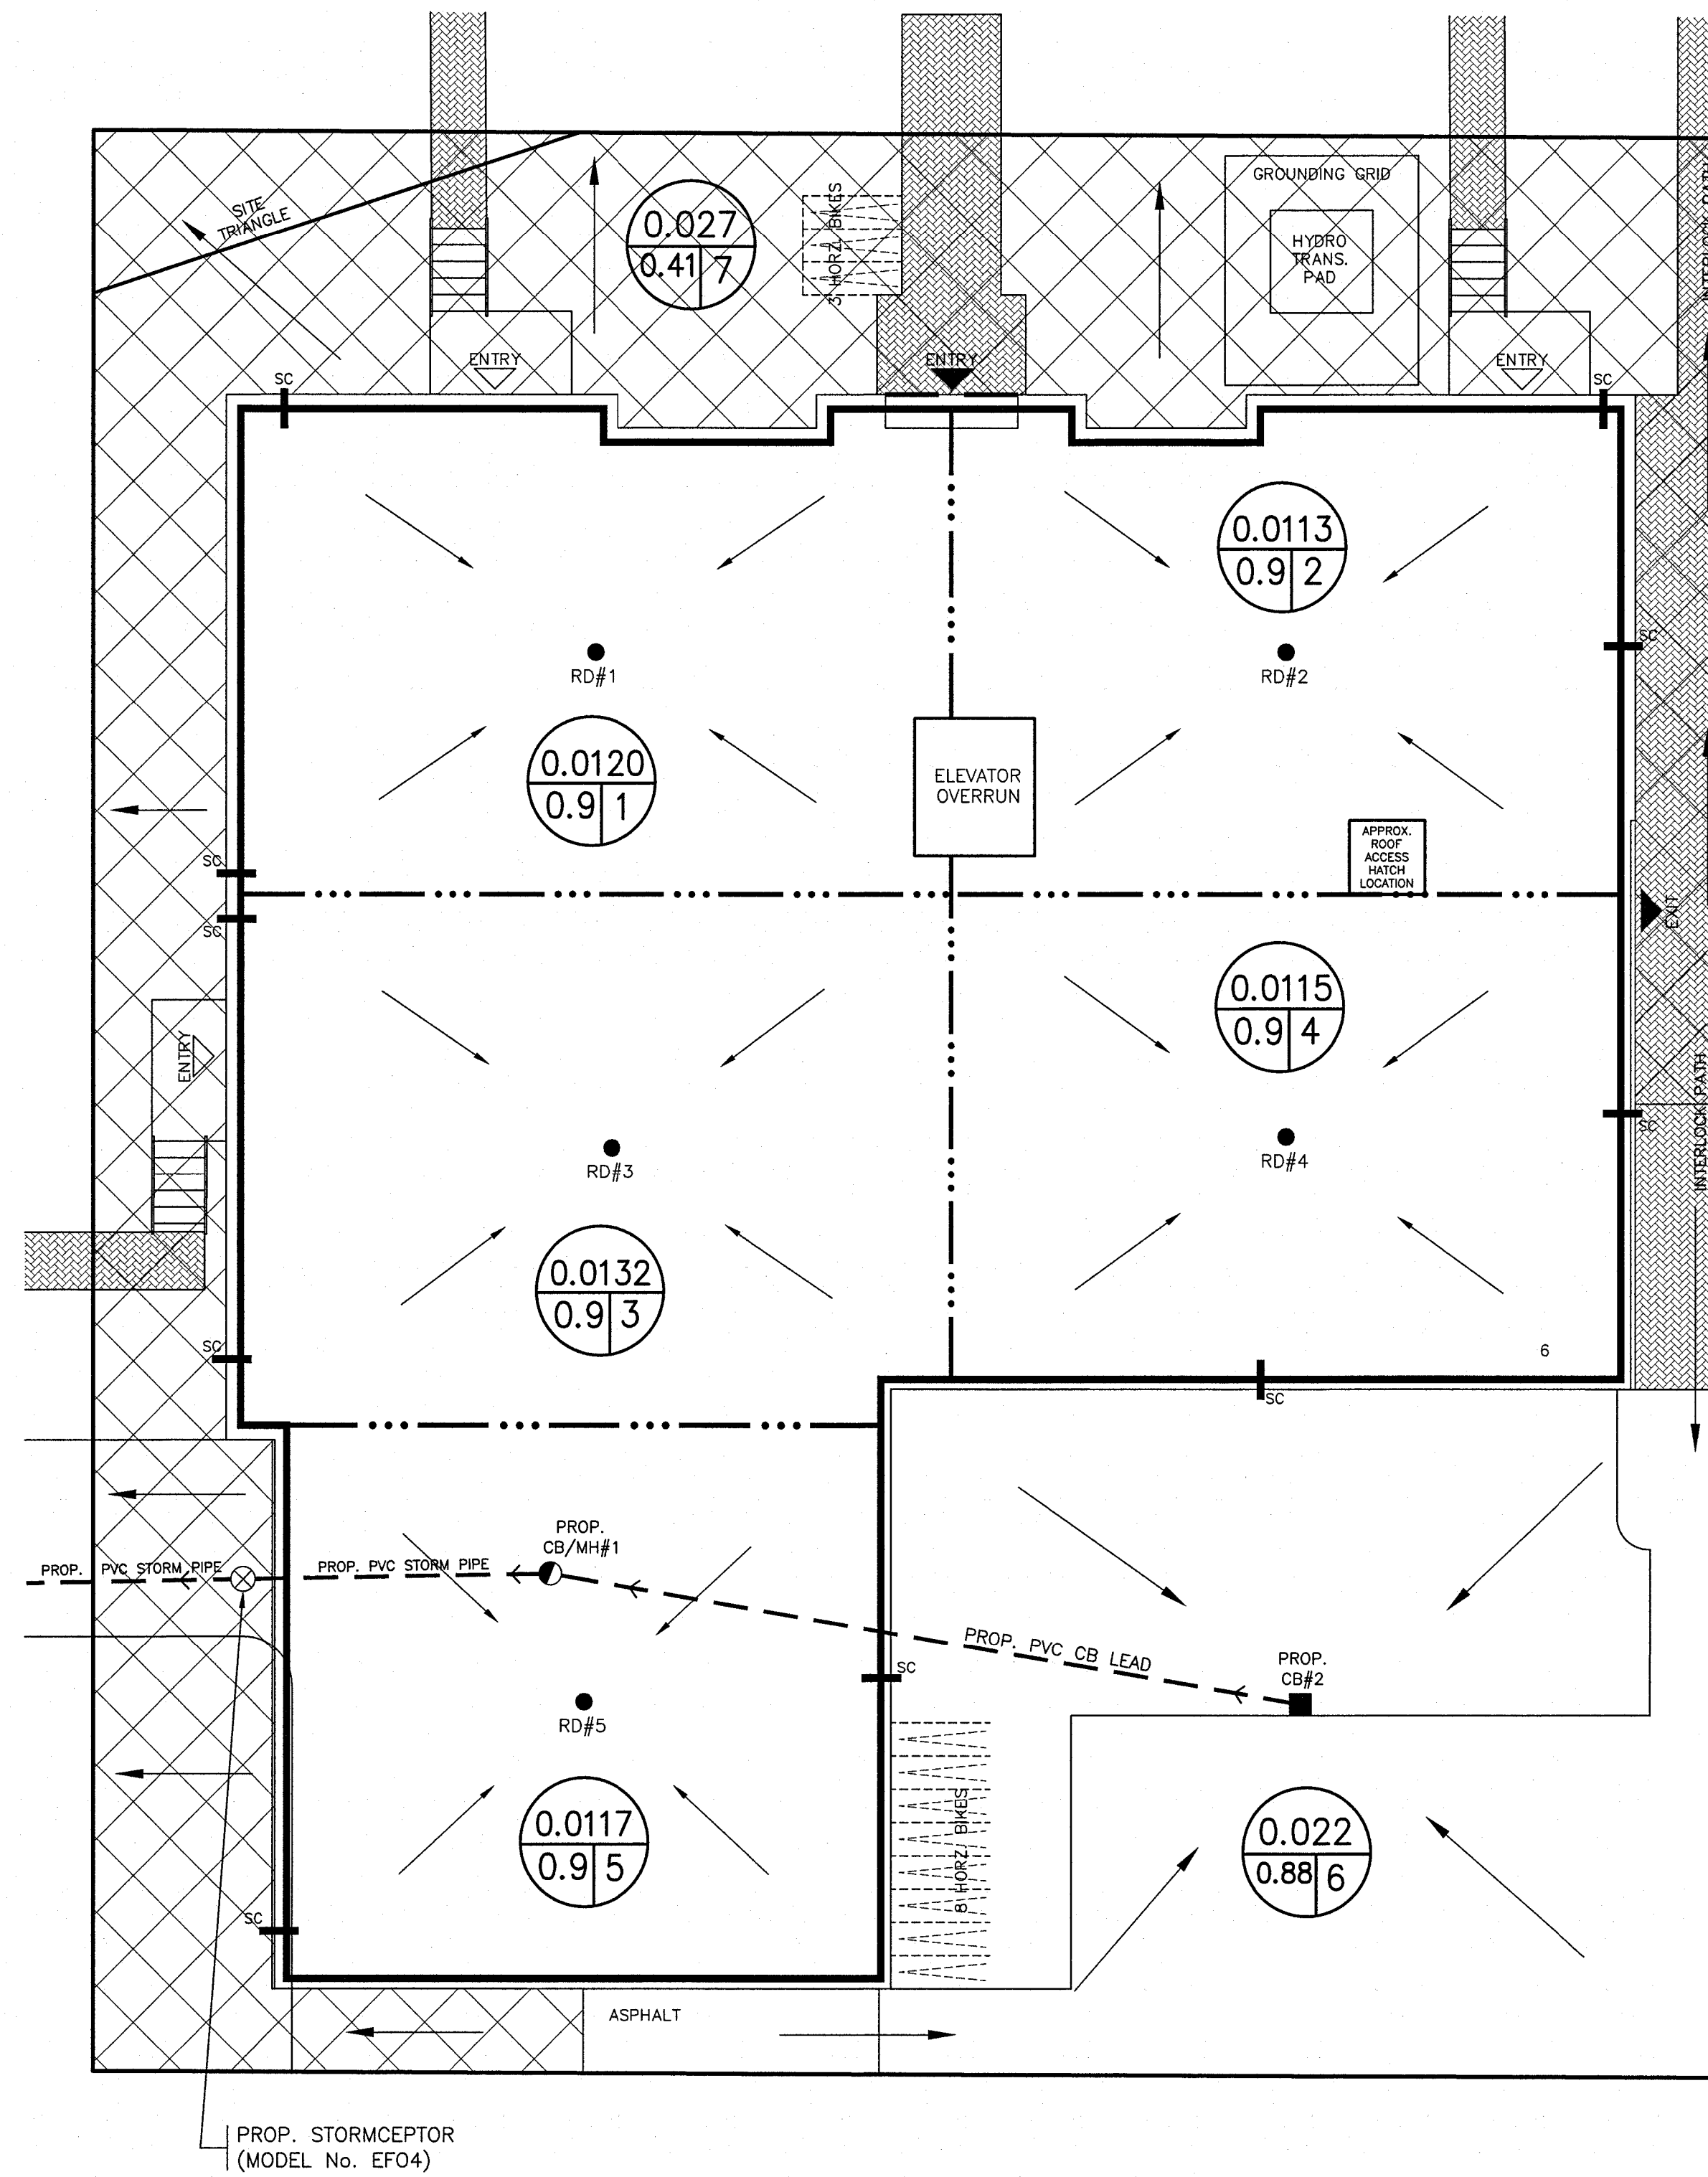 SITE
TRIANGLE
0.027
0.41 7
3 HORZ. BIKES
GROUNDING GRID
HYDRO
TRANS.
PAD
INTERLOCK PATH
ENTRY
ENTRY
ENTRY
SC
SC
0.0113
0.9 2
SC
RD#1
RD#2
0.0120
0.9 1
ELEVATOR
OVERRUN
APPROX.
ROOF
ACCESS
HATCH
LOCATION
SC
SC
EXIT
0.0115
0.9 4
ENTRY
SC
INTERLOCK PATH
RD#3
RD#4
0.0132
0.9 3
SC
6
SC
PROP.
CB/MH#1
PROP. PVC STORM PIPE
PROP. PVC STORM PIPE
PROP. PVC CB LEAD
PROP.
CB#2
SC
RD#5
8 HORZ. BIKES
0.0117
0.9 5
0.022
0.88 6
SC
ASPHALT
PROP. STORMCEPTOR
(MODEL No. EFO4)